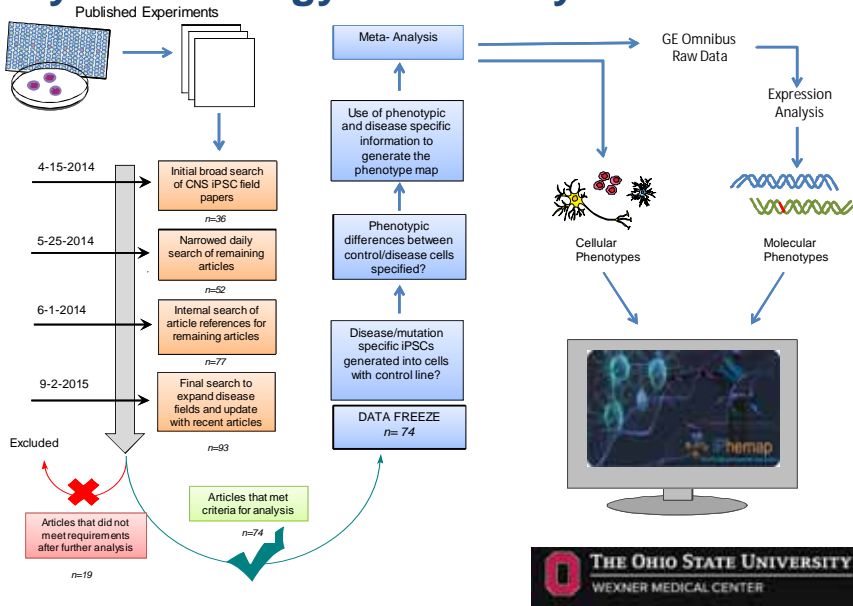 Published Experiments
4-15-2014
Initial broad search
of CNS iPSC field
papers
n=36
5-25-2014
Narrowed daily
search of remaining
articles
n=52
6-1-2014
Internal search of
article references for
remaining articles
n=77
9-2-2015
Final search to
expand disease
fields and update
with recent articles
n=93
Excluded
Articles that did not
meet requirements
after further analysis
n=19
Articles that met
criteria for analysis
n=74
DATA FREEZE
n= 74
Disease/mutation
specific iPSCs
generated into cells
with control line?
Phenotypic
differences between
control/disease cells
specified?
Use of phenotypic
and disease specific
information to
generate the
phenotype map
Meta- Analysis
GE Omnibus
Raw Data
Expression
Analysis
Cellular
Phenotypes
Molecular
Phenotypes
iPhemap
THE OHIO STATE UNIVERSITY
WEXNER MEDICAL CENTER